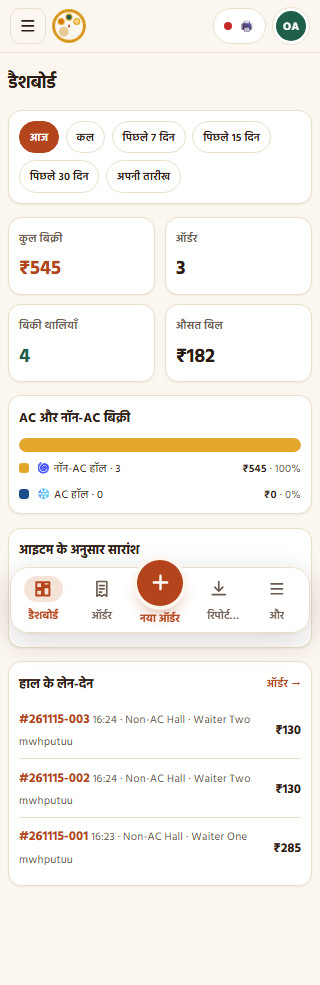 OA
डैशबोर्ड
आज
कल
पिछले 7 दिन
पिछले 15 दिन
पिछले 30 दिन
अपनी तारीख
कुल बिक्री
₹545
ऑर्डर
3
बिकी थालियाँ
4
औसत बिल
₹182
AC और नॉन-AC बिक्री
नॉन-AC हॉल · 3 ₹545 · 100%
AC हॉल · 0 ₹0 · 0%
आइटम के अनुसार सारांश
डैशबोर्ड
ऑर्डर
नया ऑर्डर
रिपोर्ट…
और
हाल के लेन-देन ऑर्डर →
#261115-003 16:24 · Non-AC Hall · Waiter Two
mwhputuu
₹130
#261115-002 16:24 · Non-AC Hall · Waiter Two
mwhputuu
₹130
#261115-001 16:23 · Non-AC Hall · Waiter One
mwhputuu
₹285